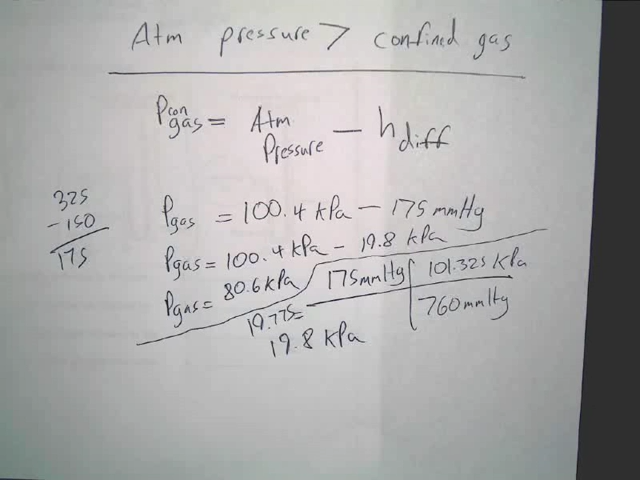 Atm pressure > confined gas
Pcon gas = Atm Pressure - hdiff
325
- 150
175
Pgas = 100.4 kPa - 175 mmHg
Pgas = 100.4 kPa - 19.8 kPa
Pgas = 80.6 kPa
175 mmHg | 101.325 kPa
760 mmHg
19.775 =
19.8 kPa